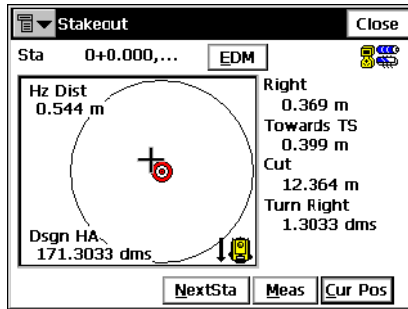 Stakeout Close
Sta 0+0.000,... EDM
Hz Dist
0.544 m
Dsgn HA
171.3033 dms
Right
0.369 m
Towards TS
0.399 m
Cut
12.364 m
Turn Right
1.3033 dms
NextSta Meas Cur Pos